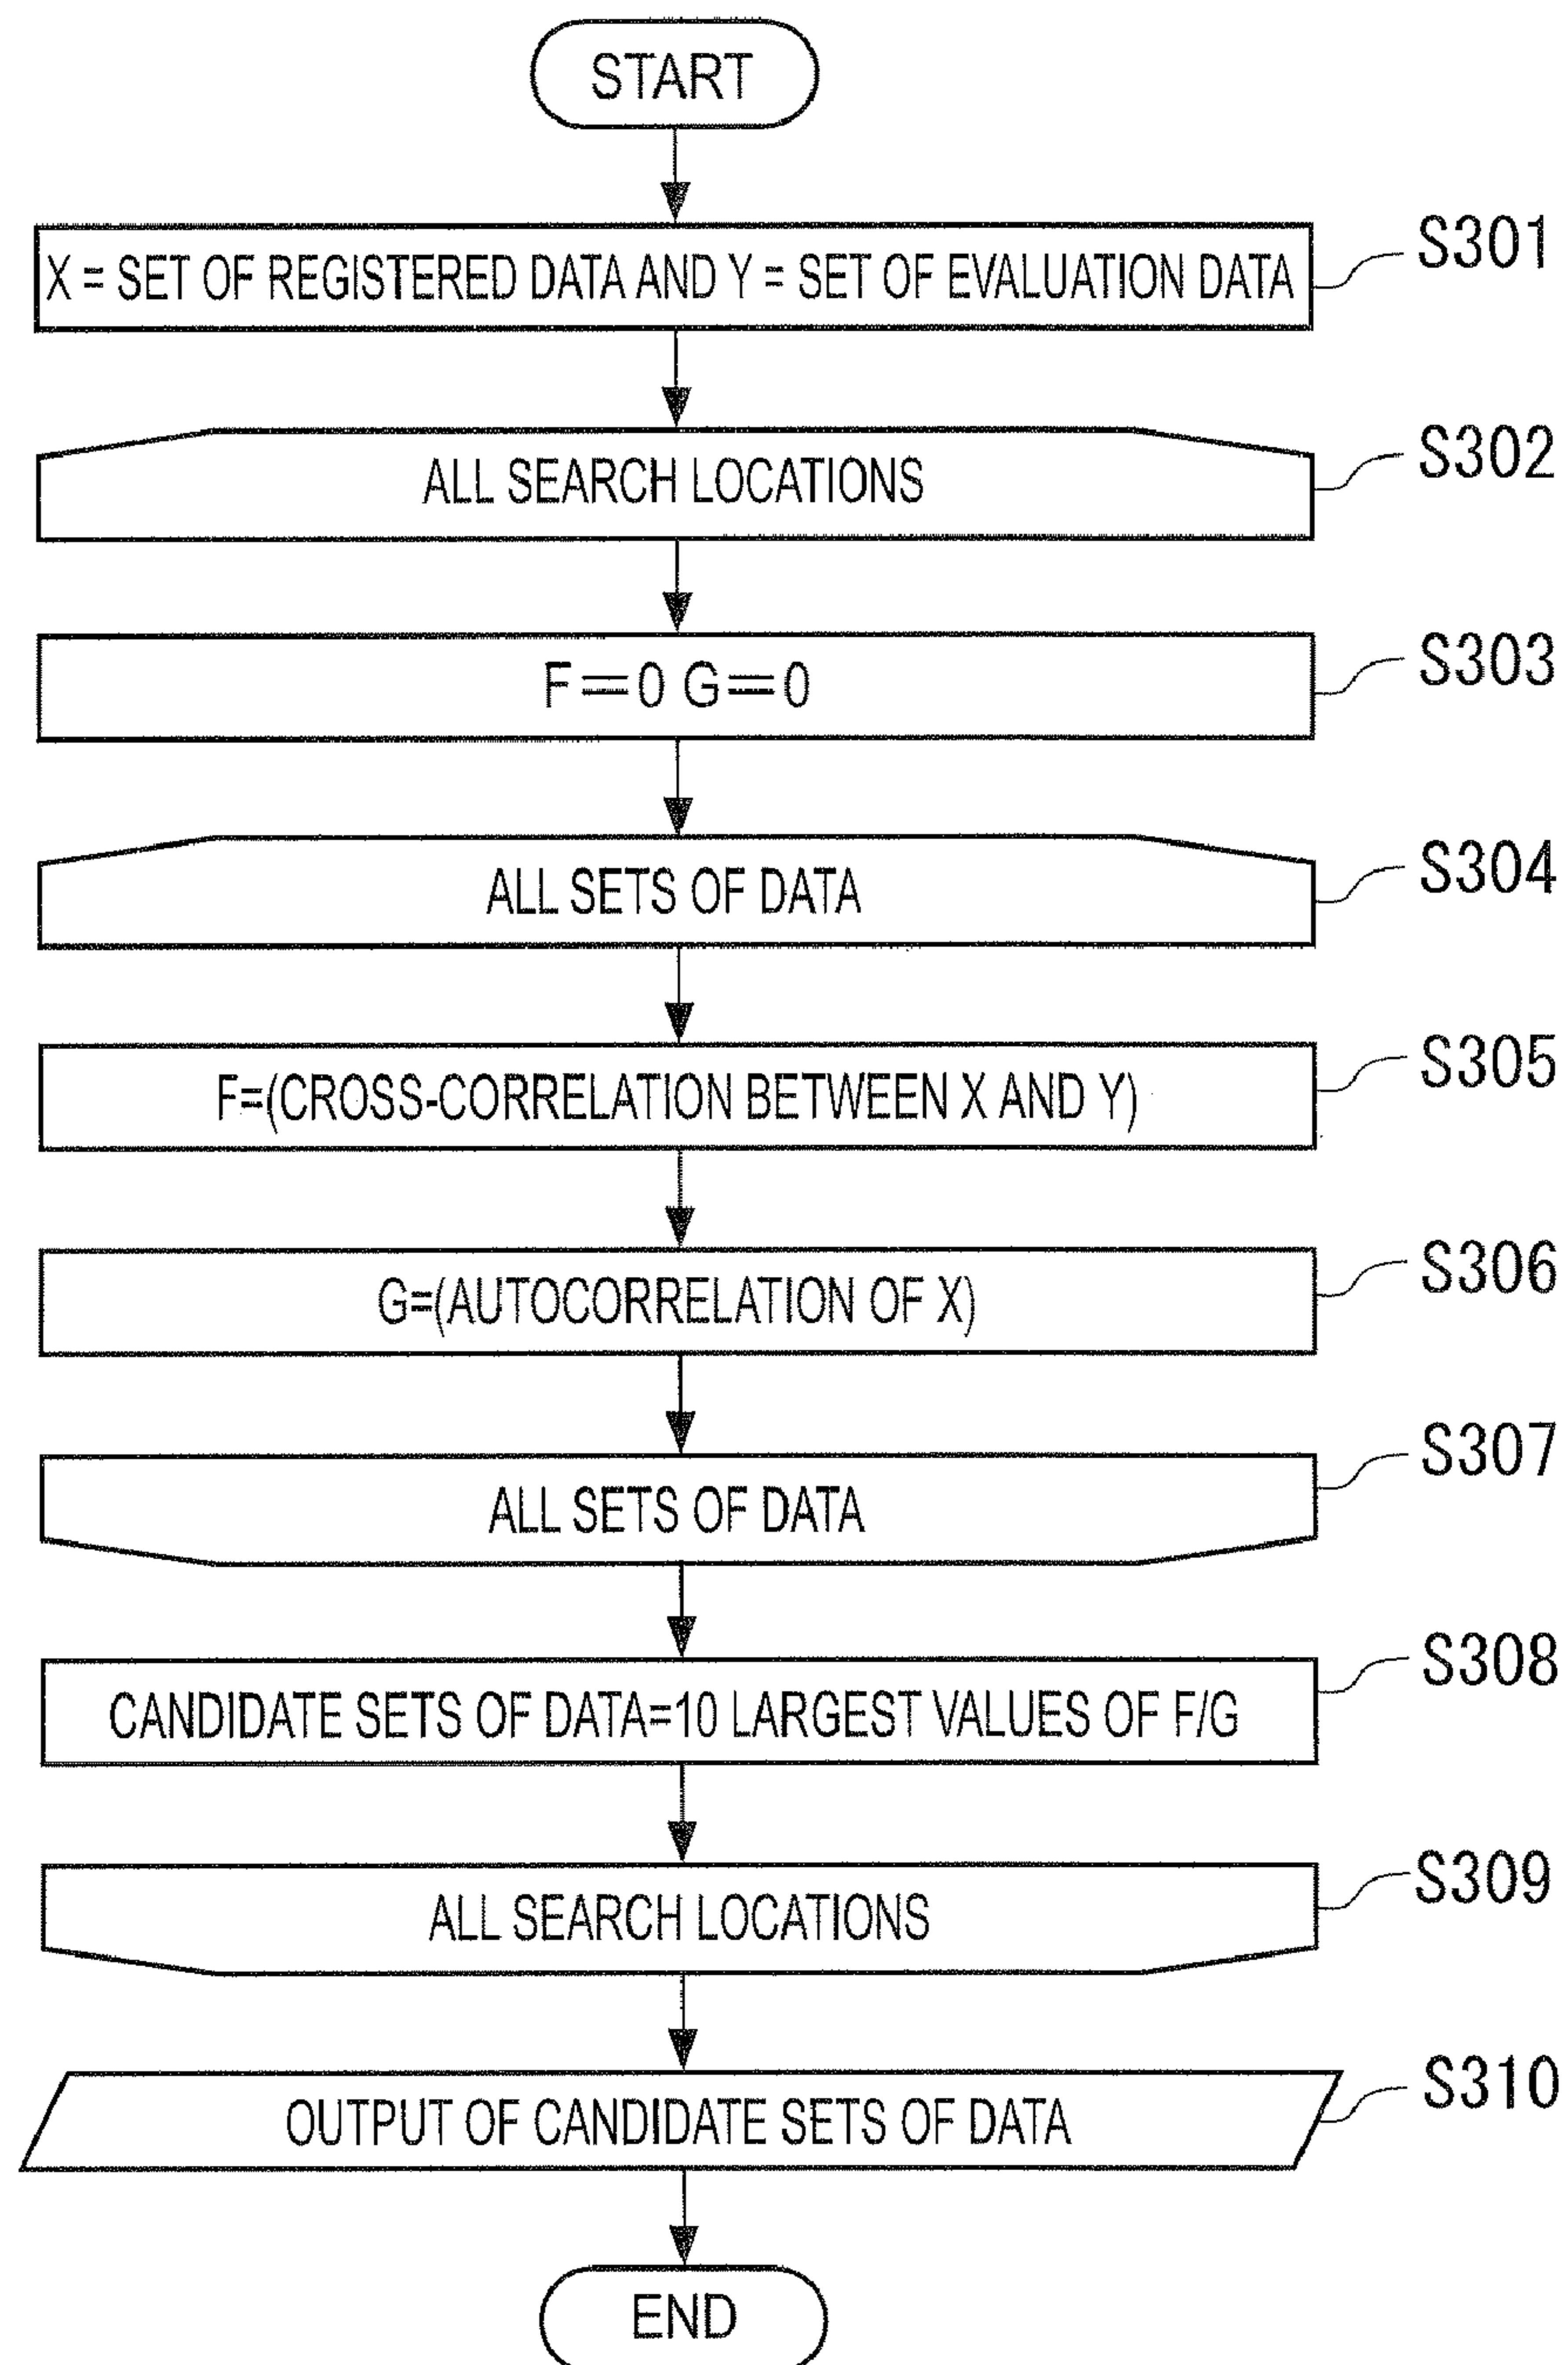 START
X = SET OF REGISTERED DATA AND Y = SET OF EVALUATION DATA
S301
ALL SEARCH LOCATIONS
S302
F=0 G=0
S303
ALL SETS OF DATA
S304
F=(CROSS-CORRELATION BETWEEN X AND Y)
S305
G=(AUTOCORRELATION OF X)
S306
ALL SETS OF DATA
S307
CANDIDATE SETS OF DATA=10 LARGEST VALUES OF F/G
S308
ALL SEARCH LOCATIONS
S309
OUTPUT OF CANDIDATE SETS OF DATA
S310
END